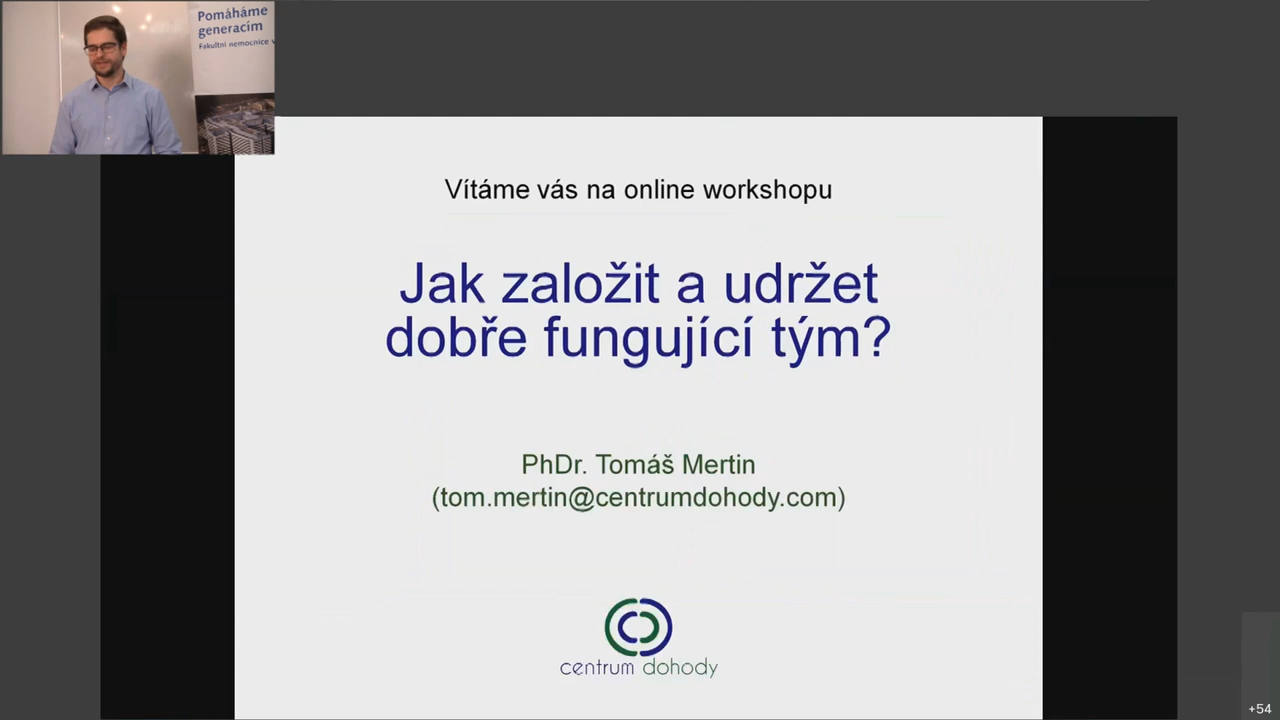 Pomáháme
generacím
Fakultní nemocnice v
Vítáme vás na online workshopu
Jak založit a udržet
dobře fungující tým?
PhDr. Tomáš Mertin
(tom.mertin@centrumdohody.com)
centrum dohody
+54